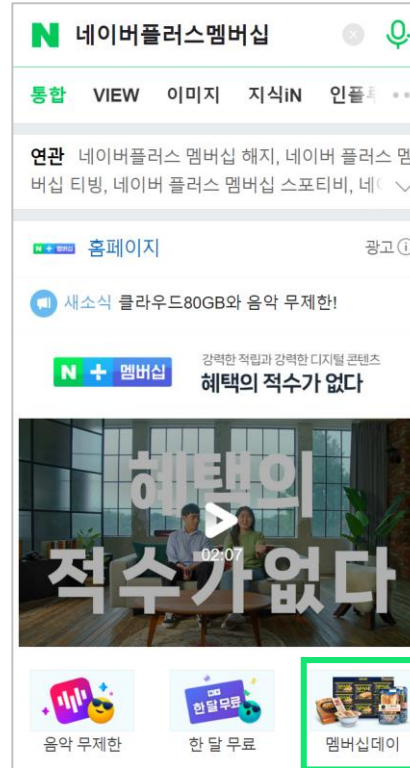 N 네이버플러스멤버십
통합 VIEW 이미지 지식iN 인플
연관 네이버플러스 멤버십 해지, 네이버 플러스 멤
버십 티빙, 네이버 플러스 멤버십 스포티비, 네
N + 멤버십 홈페이지 광고
새소식 클라우드80GB와 음악 무제한!
N + 멤버십
강력한 적립과 강력한 디지털 콘텐츠
혜택의 적수가 없다
혜택의
02:07
적수가 없다
한 달 무료
음악 무제한 한 달 무료 멤버십데이